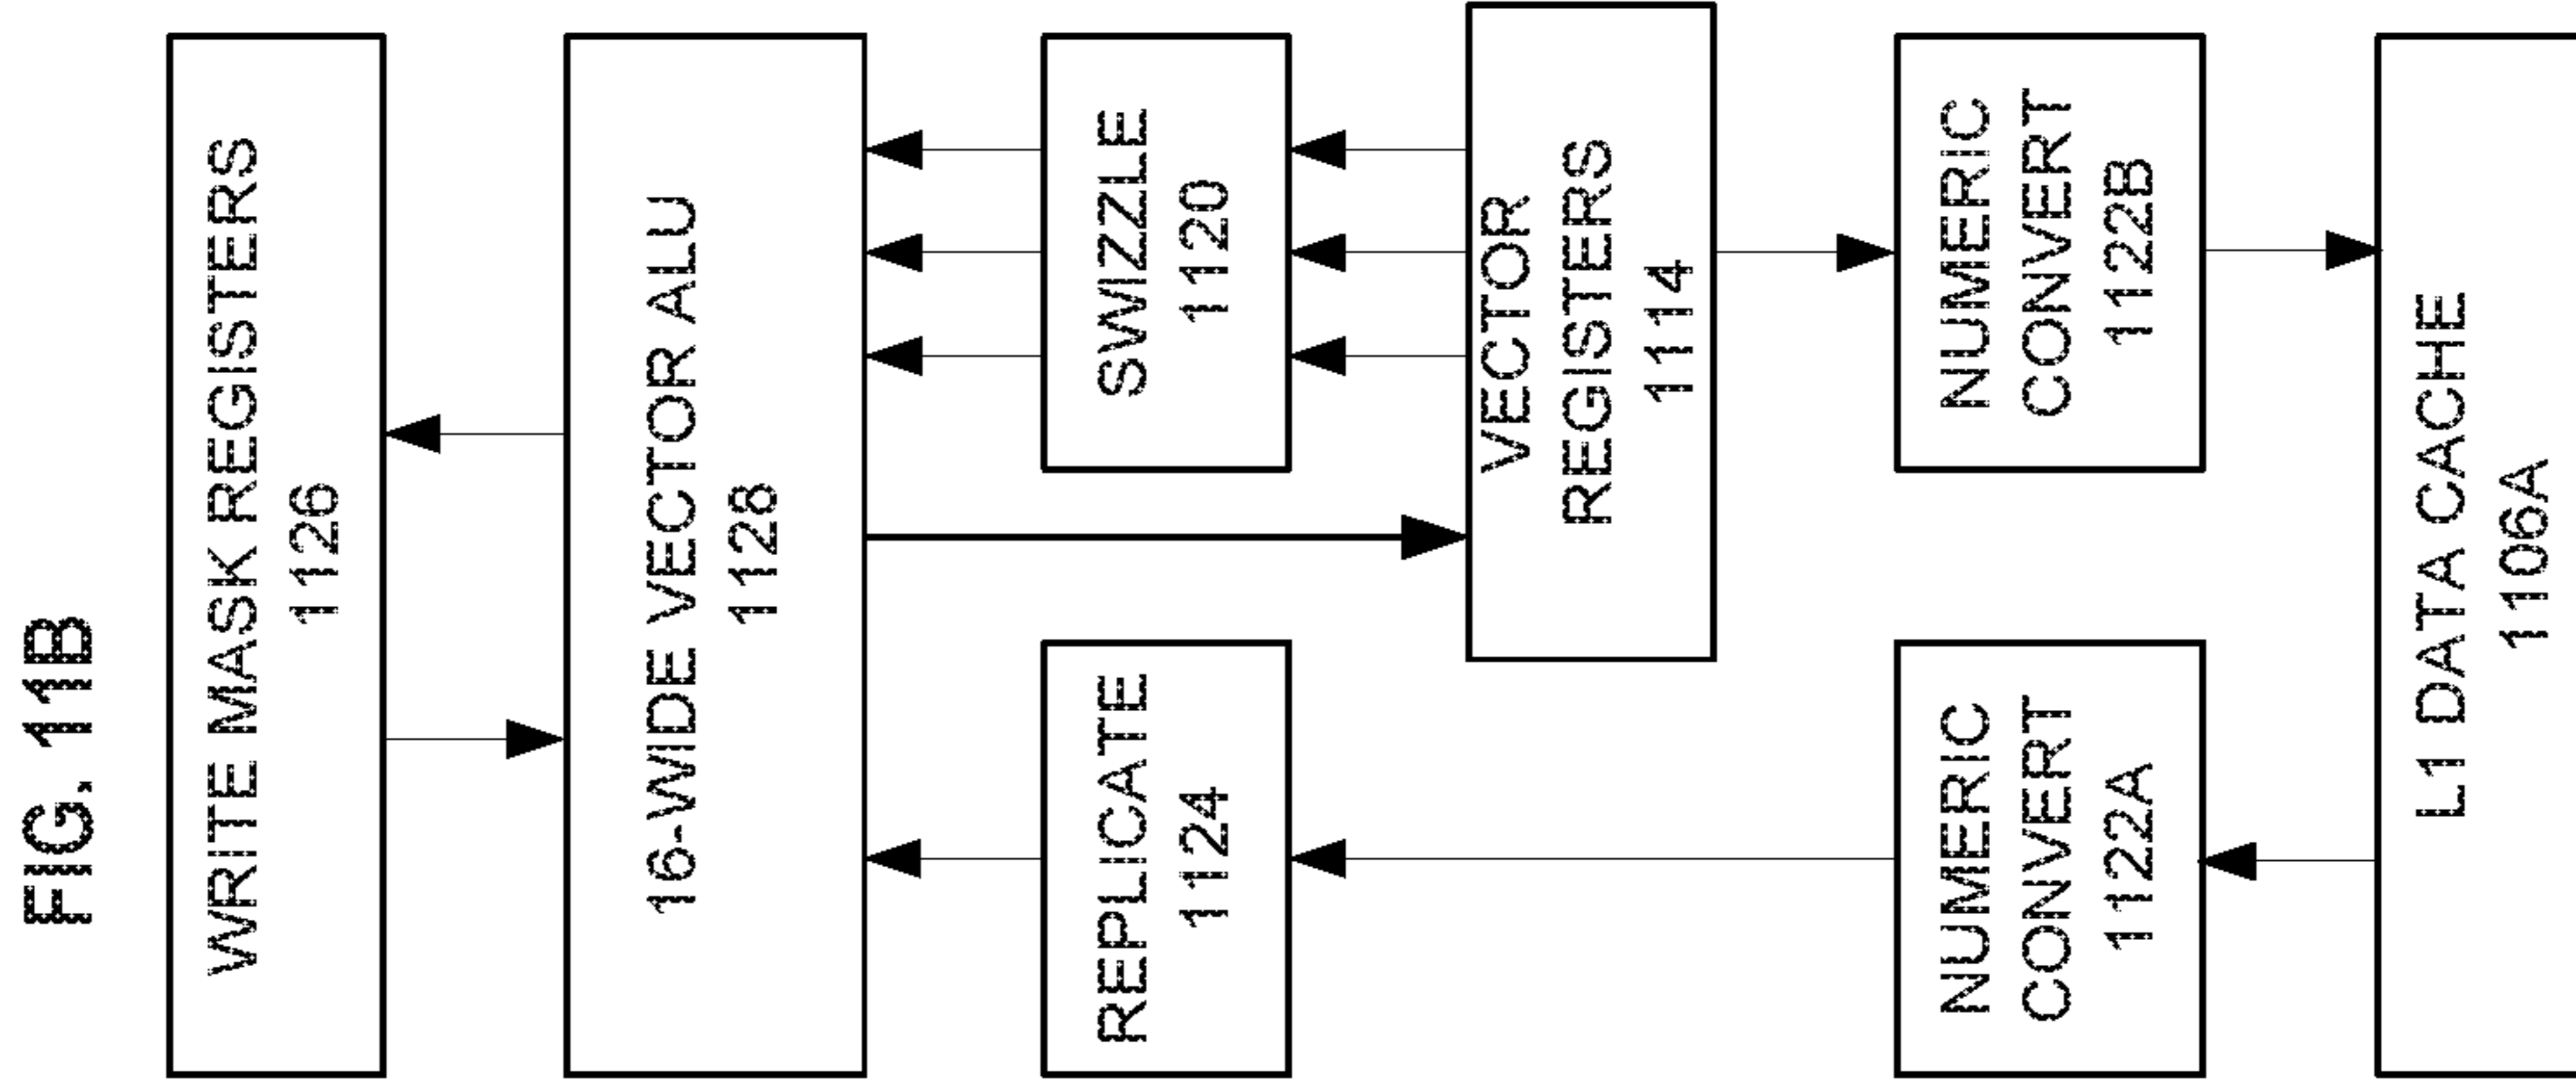 FIG. 11B
WRITE MASK REGISTERS
1126
16-WIDE VECTOR ALU
1128
REPLICATE
1124
SWIZZLE
1120
VECTOR
REGISTERS
1114
NUMERIC
CONVERT
1122A
NUMERIC
CONVERT
1122B
L1 DATA CACHE
1106A